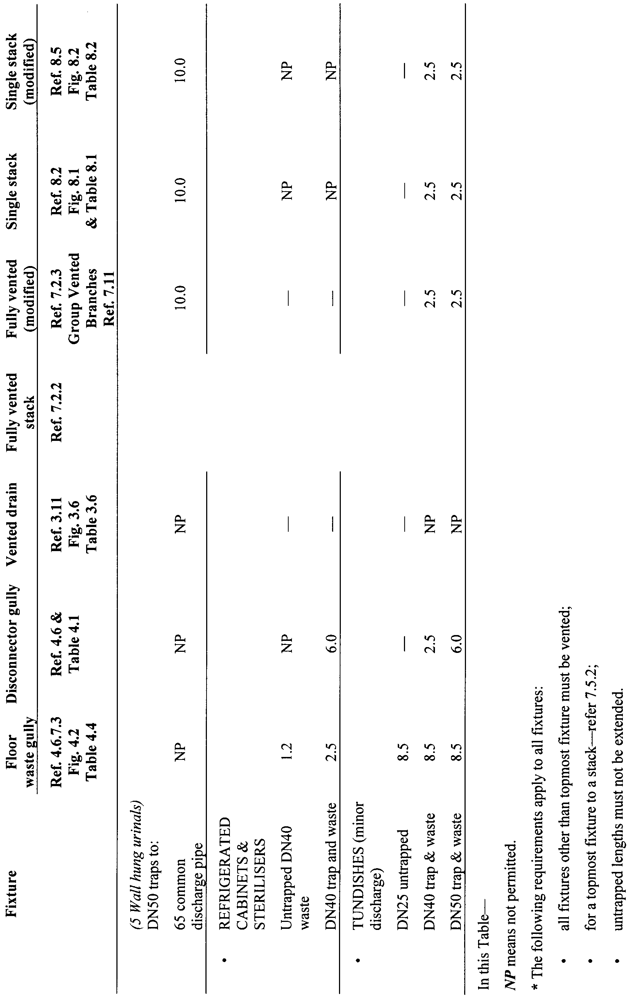 Fixture Floor waste gully Disconnector gully Vented drain Fully vented stack Fully vented (modified) Single stack Single stack (modified)
Ref. 4.6.7.3 Fig. 4.2 Table 4.4 Ref. 4.6 & Table 4.1 Ref. 3.11 Fig. 3.6 Table 3.6 Ref. 7.2.2 Ref. 7.2.3 Group Vented Branches Ref. 7.11 Ref. 8.2 Fig. 8.1 & Table 8.1 Ref. 8.5 Fig. 8.2 Table 8.2
(5 Wall hung urinals)
DN50 traps to:
65 common NP NP NP 10.0 10.0 10.0
discharge pipe
• REFRIGERATED
CABINETS &
STERILISERS
Untrapped DN40 1.2 NP — — NP NP
waste
DN40 trap and waste 2.5 6.0 — — NP NP
• TUNDISHES (minor
discharge)
DN25 untrapped 8.5 — — — — —
DN40 trap & waste 8.5 2.5 NP 2.5 2.5 2.5
DN50 trap & waste 8.5 6.0 NP 2.5 2.5 2.5
In this Table—
NP means not permitted.
* The following requirements apply to all fixtures:
• all fixtures other than topmost fixture must be vented;
• for a topmost fixture to a stack—refer 7.5.2;
• untrapped lengths must not be extended.